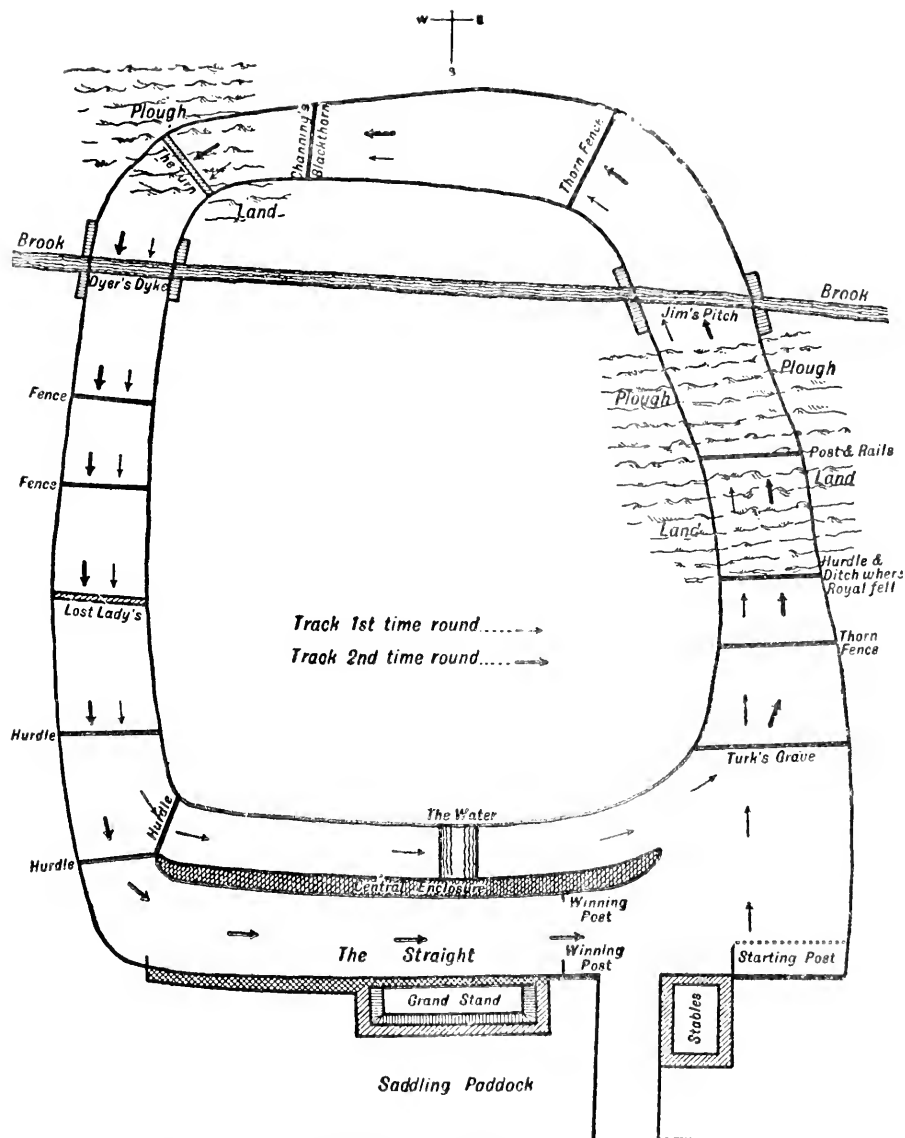 W E
S
Plough
The Turn
Land
Channing's
Blackthorn
Thorn Fence
Brook
Dyer's Dyke
Jim's Pitch
Brook
Plough
Plough
Fence
Post & Rails
Land
Fence
Land
Hurdle &
Ditch where
Royal fell
Lost Lady's
Track 1st time round
Track 2nd time round
Thorn
Fence
Hurdle
Turk's Grave
Hurdle
The Water
Hurdle
Central Enclosure
Winning
Post
The Straight
Winning
Post
Starting Post
Grand Stand
Stables
Saddling Paddock